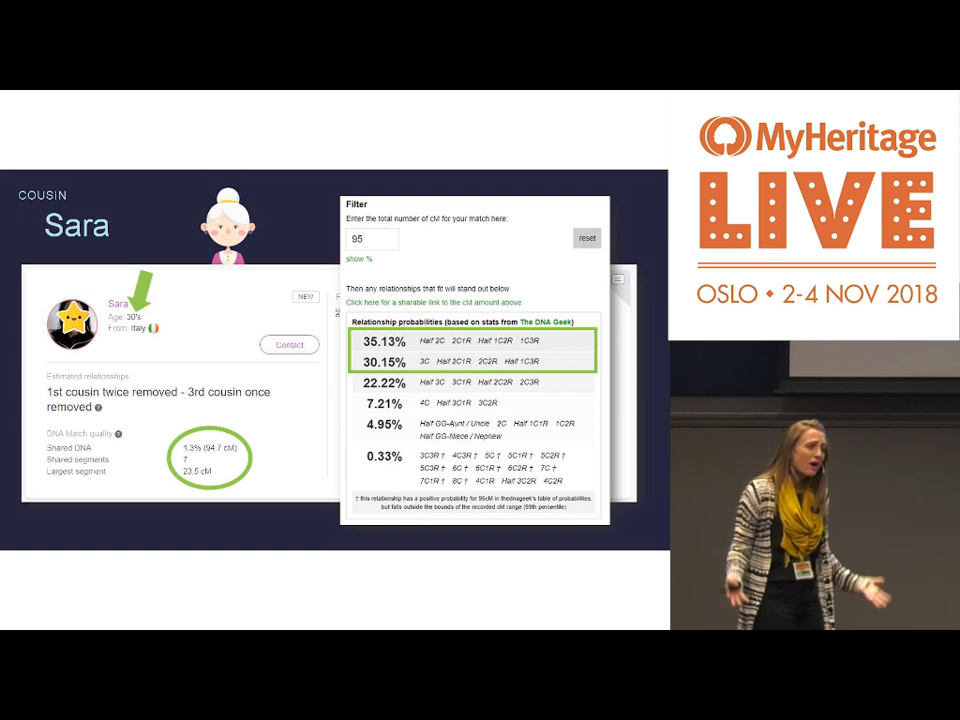 COUSIN
Sara
Sara
Age: 30's
From: Italy
NEW
Contact
Estimated relationships
1st cousin twice removed - 3rd cousin once
removed
DNA Match quality
Shared DNA 1.3% (94.7 cM)
Shared segments 7
Largest segment 23.5 cM
Filter
Enter the total number of cM for your match here:
95
reset
show %
Then any relationships that fit will stand out below
Click here for a sharable link to the cM amount above
Relationship probabilities (based on stats from The DNA Geek)
35.13% Half 2C 2C1R Half 1C2R 1C3R
30.15% 3C Half 2C1R 2C2R Half 1C3R
22.22% Half 3C 3C1R Half 2C2R 2C3R
7.21% 4C Half 3C1R 3C2R
4.95% Half GG-Aunt / Uncle 2C Half 1C1R 1C2R
Half GG-Niece / Nephew
0.33% 3C3R † 4C3R † 5C † 5C1R † 5C2R †
5C3R † 6C † 6C1R † 6C2R † 7C †
7C1R † 8C † 4C1R Half 3C2R 4C2R
† this relationship has a positive probability for 95cM in thednageek's table of probabilities,
but falls outside the bounds of the recorded cM range (99th percentile)
MyHeritage
LIVE
OSLO • 2-4 NOV 2018